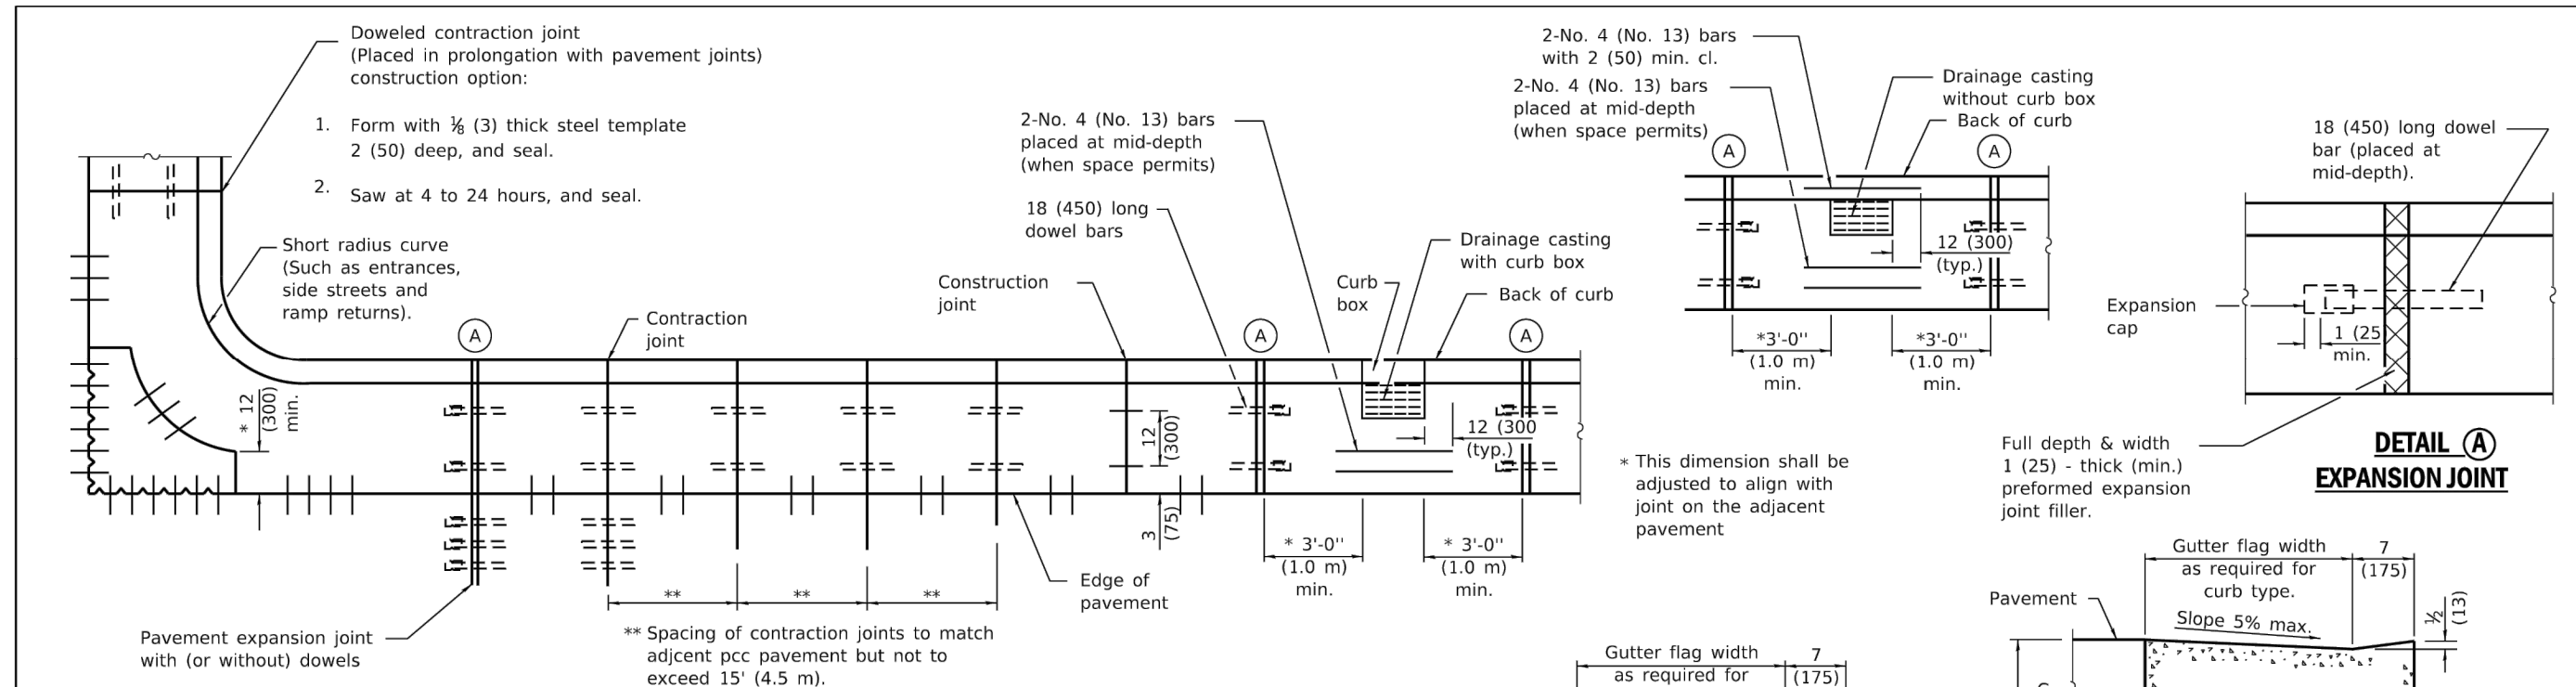 Doweled contraction joint
(Placed in prolongation with pavement joints)
construction option:
1. Form with ⅛ (3) thick steel template
2 (50) deep, and seal.
2. Saw at 4 to 24 hours, and seal.
Short radius curve
(Such as entrances,
side streets and
ramp returns).
* 12
(300)
min.
A
Contraction
joint
Construction
joint
2-No. 4 (No. 13) bars
placed at mid-depth
(when space permits)
18 (450) long
dowel bars
A
Curb
box
Drainage casting
with curb box
Back of curb
A
12
(300)
3
(75)
12 (300
(typ.)
* 3'-0"
(1.0 m)
min.
* 3'-0"
(1.0 m)
min.
Edge of
pavement
**
**
**
Pavement expansion joint
with (or without) dowels
** Spacing of contraction joints to match
adjcent pcc pavement but not to
exceed 15' (4.5 m).
2-No. 4 (No. 13) bars
with 2 (50) min. cl.
2-No. 4 (No. 13) bars
placed at mid-depth
(when space permits)
Drainage casting
without curb box
Back of curb
A
A
12 (300)
(typ.)
*3'-0"
(1.0 m)
min.
*3'-0"
(1.0 m)
min.
* This dimension shall be
adjusted to align with
joint on the adjacent
pavement
18 (450) long dowel
bar (placed at
mid-depth).
Expansion
cap
1 (25
min.
Full depth & width
1 (25) - thick (min.)
preformed expansion
joint filler.
DETAIL A
EXPANSION JOINT
Gutter flag width
as required for
curb type.
7
(175)
Pavement
Slope 5% max.
½
(13)
Gutter flag width
as required for
7
(175)